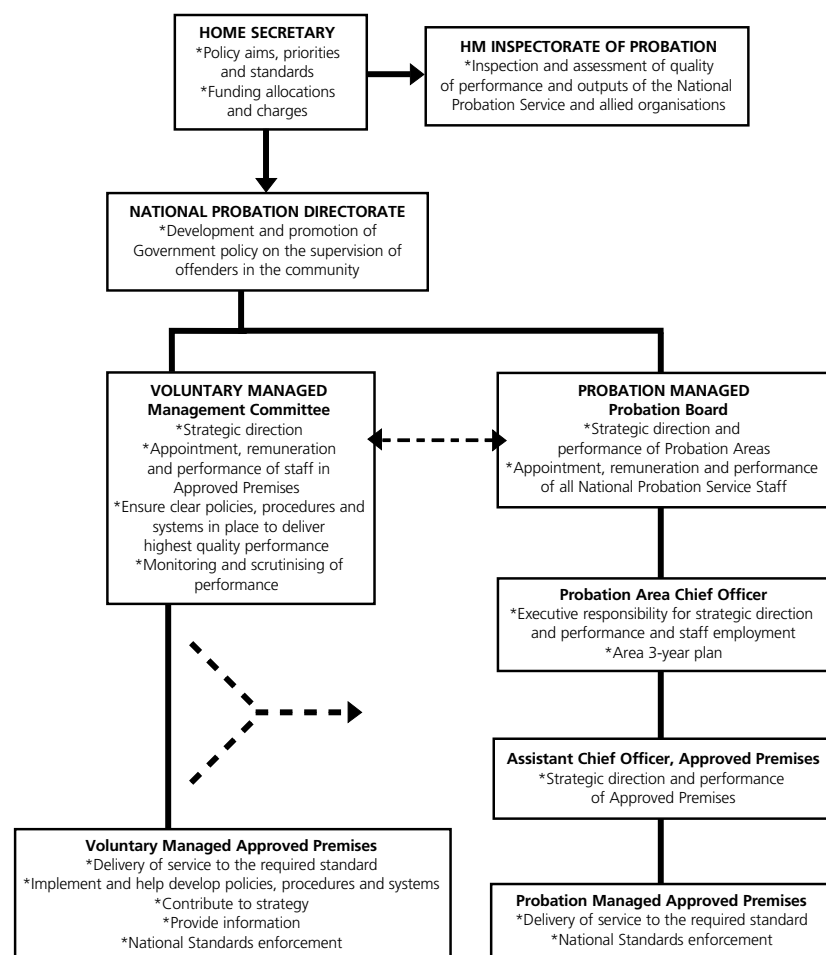 HOME SECRETARY
*Policy aims, priorities
and standards
*Funding allocations
and charges
HM INSPECTORATE OF PROBATION
*Inspection and assessment of quality
of performance and outputs of the National
Probation Service and allied organisations
NATIONAL PROBATION DIRECTORATE
*Development and promotion of
Government policy on the supervision of
offenders in the community
VOLUNTARY MANAGED
Management Committee
*Strategic direction
*Appointment, remuneration
and performance of staff in
Approved Premises
*Ensure clear policies, procedures and
systems in place to deliver
highest quality performance
*Monitoring and scrutinising of
performance
PROBATION MANAGED
Probation Board
*Strategic direction and
performance of Probation Areas
*Appointment, remuneration and performance
of all National Probation Service Staff
Probation Area Chief Officer
*Executive responsibility for strategic direction
and performance and staff employment
*Area 3-year plan
Assistant Chief Officer, Approved Premises
*Strategic direction and performance
of Approved Premises
Voluntary Managed Approved Premises
*Delivery of service to the required standard
*Implement and help develop policies, procedures and systems
*Contribute to strategy
*Provide information
*National Standards enforcement
Probation Managed Approved Premises
*Delivery of service to the required standard
*National Standards enforcement